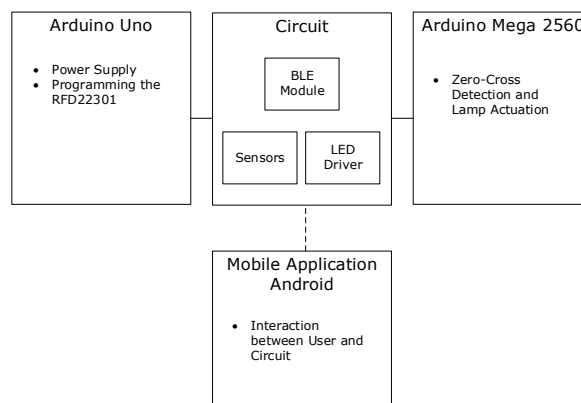 Arduino Uno
• Power Supply
• Programming the
RFD22301
Circuit
BLE
Module
Sensors
LED
Driver
Arduino Mega 2560
• Zero-Cross
Detection and
Lamp Actuation
Mobile Application
Android
• Interaction
between User and
Circuit